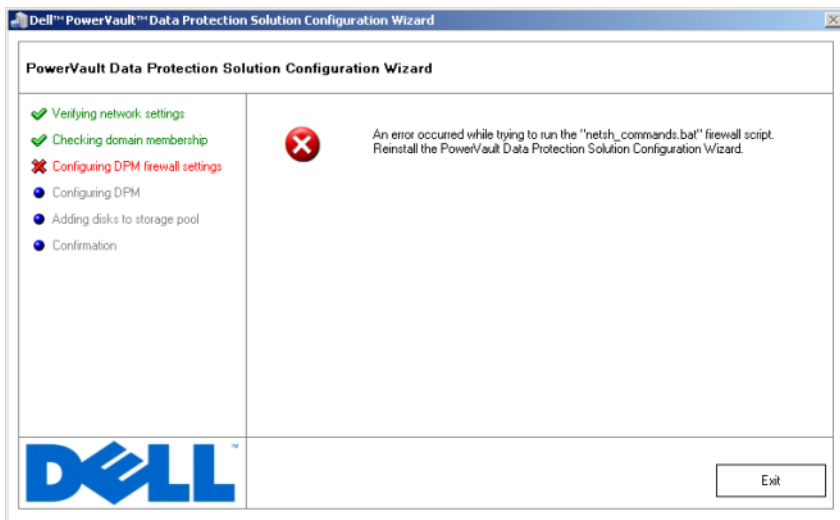 Dell™ PowerVault™ Data Protection Solution Configuration Wizard
PowerVault Data Protection Solution Configuration Wizard
Verifying network settings
Checking domain membership
Configuring DPM firewall settings
Configuring DPM
Adding disks to storage pool
Confirmation
An error occurred while trying to run the "netsh_commands.bat" firewall script.
Reinstall the PowerVault Data Protection Solution Configuration Wizard.
DELL™
Exit